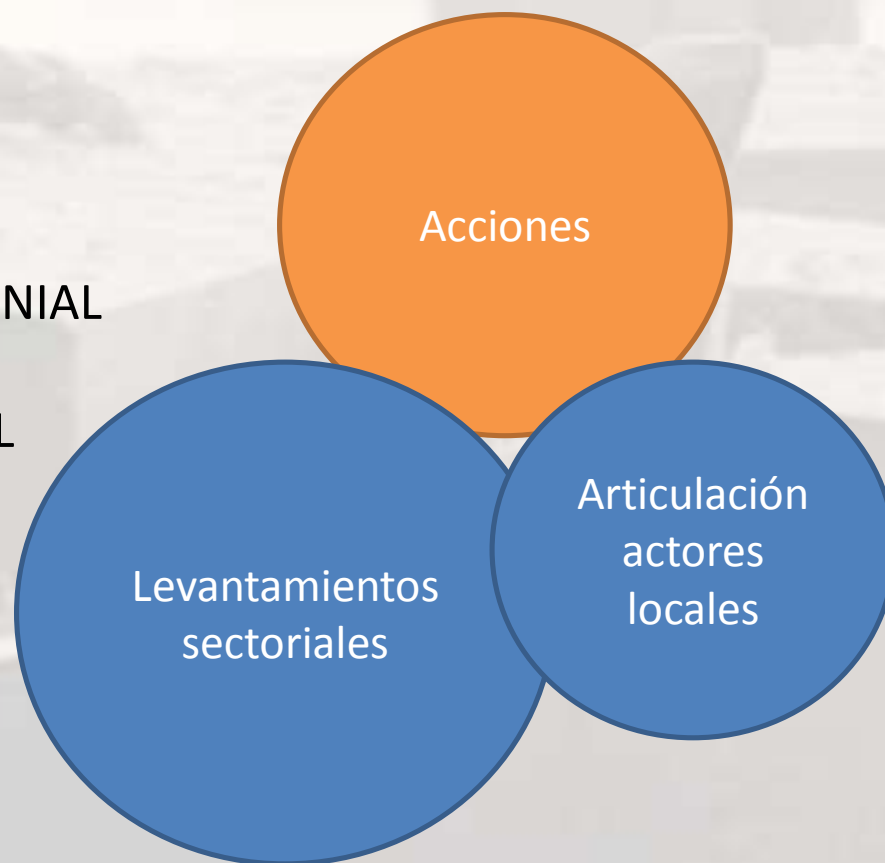 Acciones
NIAL
L
Levantamientos
sectoriales
Articulación
actores
locales